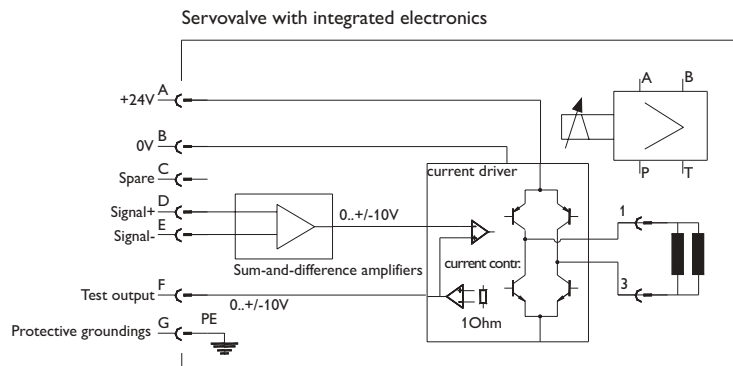 Servovalve with integrated electronics
A
+24V
B
0V
C
Spare
D
Signal+
E
Signal-
0..+/-10V
Sum-and-difference amplifiers
F
Test output
0..+/-10V
G
Protective groundings
PE
current driver
current contr.
1Ohm
A
B
P
T
1
3